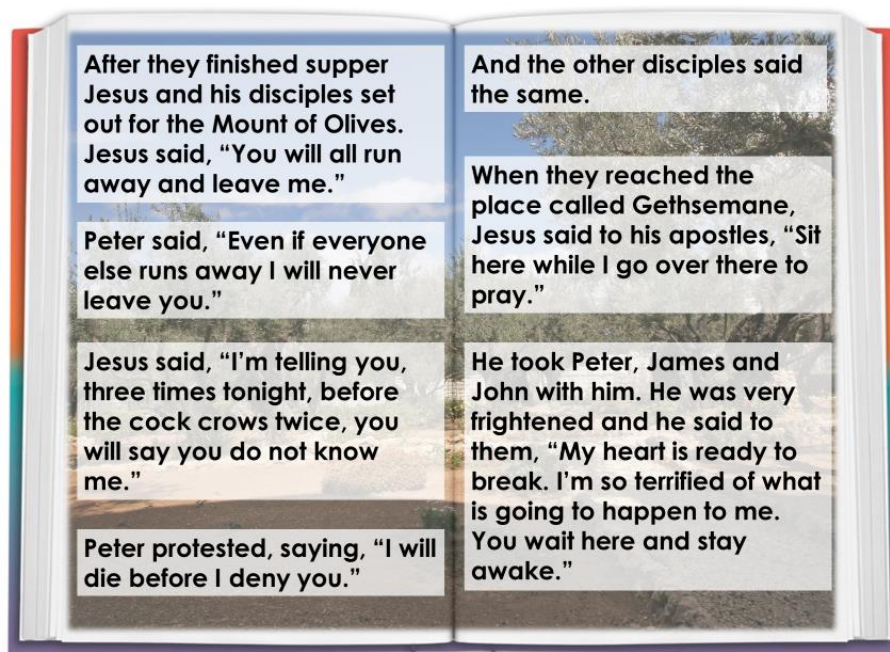 After they finished supper
Jesus and his disciples set
out for the Mount of Olives.
Jesus said, “You will all run
away and leave me.”
Peter said, “Even if everyone
else runs away I will never
leave you.”
Jesus said, “I’m telling you,
three times tonight, before
the cock crows twice, you
will say you do not know
me.”
Peter protested, saying, “I will
die before I deny you.”
And the other disciples said
the same.
When they reached the
place called Gethsemane,
Jesus said to his apostles, “Sit
here while I go over there to
pray.”
He took Peter, James and
John with him. He was very
frightened and he said to
them, “My heart is ready to
break. I’m so terrified of what
is going to happen to me.
You wait here and stay
awake.”